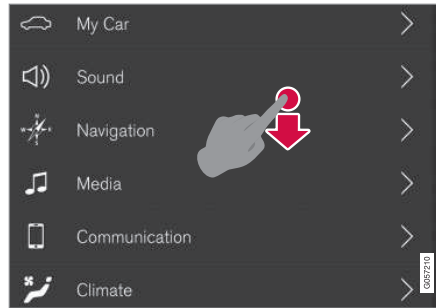 My Car
Sound
Navigation
Media
Communication
Climate
G057210